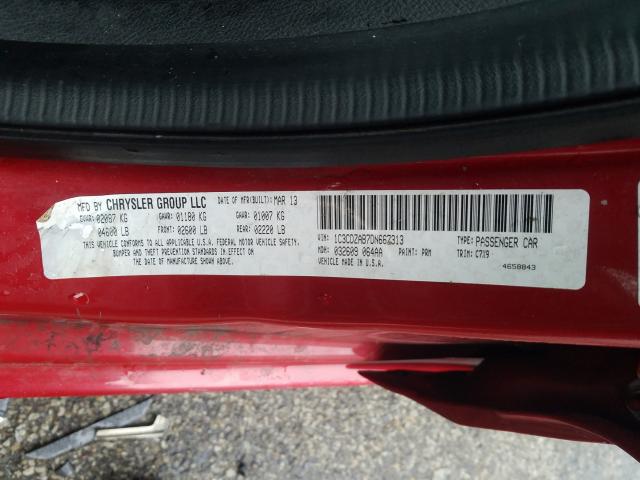 MFD BY CHRYSLER GROUP LLC DATE OF MFR(BUILT): MAR 13
GVWR: 02087 KG GAWR: 01180 KG GAWR: 01007 KG
04600 LB FRONT: 02600 LB REAR: 02220 LB
THIS VEHICLE CONFORMS TO ALL APPLICABLE U.S.A. FEDERAL MOTOR VEHICLE SAFETY,
BUMPER AND THEFT PREVENTION STANDARDS IN EFFECT ON THE DATE OF
MANUFACTURE SHOWN ABOVE.
VIN: 1C3CDZAB7DN662313 TYPE: PASSENGER CAR
MDH: 032609 064AA PAINT: PRM TRIM: C7X9
VEHICLE MADE IN: U.S.A. 4658843